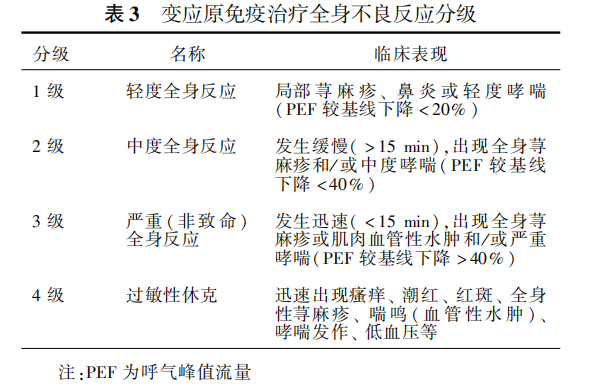 表 3 变应原免疫治疗全身不良反应分级
分级 名称 临床表现
1 级 轻度全身反应 局部荨麻疹、鼻炎或轻度哮喘
(PEF 较基线下降<20%)
2 级 中度全身反应 发生缓慢(>15 min),出现全身荨
麻疹和/或中度哮喘(PEF 较基线
下降<40%)
3 级 严重(非致命) 发生迅速(<15 min),出现全身荨
全身反应 麻疹或肌肉血管性水肿和/或严重
哮喘(PEF 较基线下降>40%)
4 级 过敏性休克 迅速出现瘙痒、潮红、红斑、全身
性荨麻疹、喘鸣(血管性水肿)、
哮喘发作、低血压等
注:PEF 为呼气峰值流量